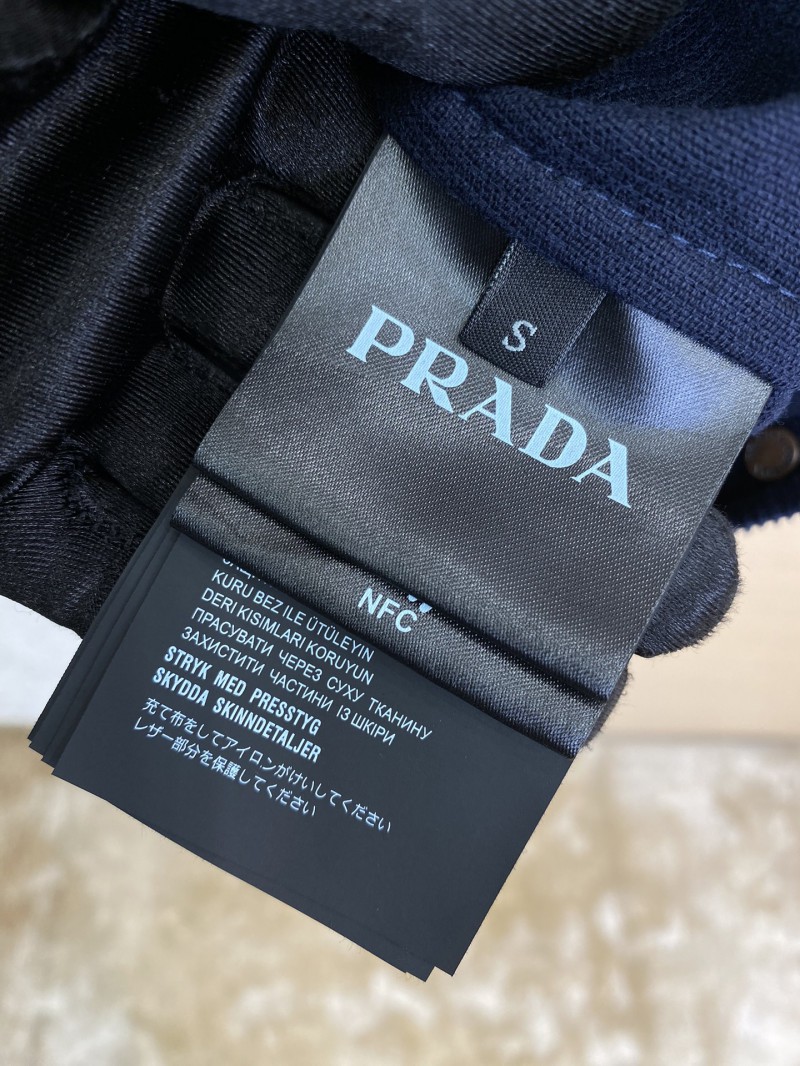 S
PRADA
NFC
KURU BEZ ILE ÜTÜLEYIN
DERI KISIMLARI KORUYUN
ПРАСУВАТИ ЧЕРЕЗ СУХУ ТКАНИНУ
ЗАХИСТИТИ ЧАСТИНИ ІЗ ШКІРИ
STRYK MED PRESSTYG
SKYDDA SKINNDETALJER
充て布をしてアイロンがけいしてください
レザー部分を保護してください